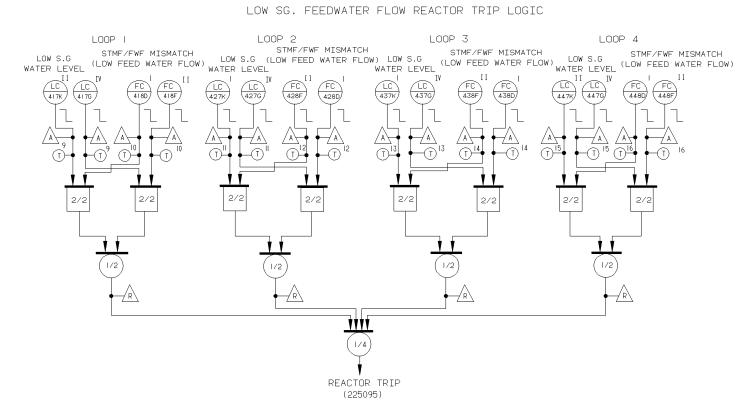 LOW SG. FEEDWATER FLOW REACTOR TRIP LOGIC
LOOP 1
LOOP 2
LOOP 3
LOOP 4
LOW S.G
WATER LEVEL
STMF/FWF MISMATCH
(LOW FEED WATER FLOW)
LOW S.G
WATER LEVEL
STMF/FWF MISMATCH
(LOW FEED WATER FLOW)
LOW S.G
WATER LEVEL
STMF/FWF MISMATCH
(LOW FEED WATER FLOW)
LOW S.G
WATER LEVEL
STMF/FWF MISMATCH
(LOW FEED WATER FLOW)
II IV I II I IV II I I IV II I II IV I II
LC LC FC FC LC LC FC FC LC LC FC FC LC LC FC FC
417K 417G 418D 418F 427K 427G 428F 428D 437K 437G 438F 438D 447K 447G 448D 448F
A A A A A A A A A A A A A A A A
9 9 10 10 11 11 12 12 13 13 14 14 15 15 16 16
T T T T T T T T T T T T T T T T
2/2 2/2 2/2 2/2 2/2 2/2 2/2 2/2
1/2 1/2 1/2 1/2
R R R R
1/4
REACTOR TRIP
(225095)